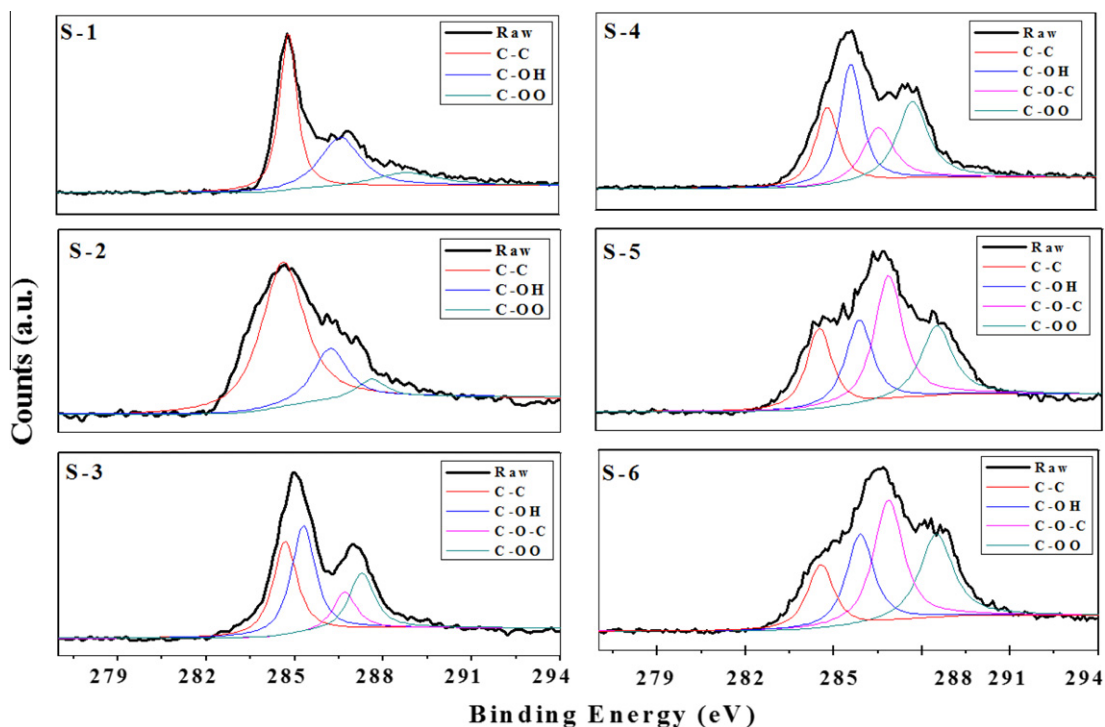 S-1
Raw
C-C
C-OH
C-OO
S-4
Raw
C-C
C-OH
C-O-C
C-OO
S-2
Raw
C-C
C-OH
C-OO
S-5
Raw
C-C
C-OH
C-O-C
C-OO
S-3
Raw
C-C
C-OH
C-O-C
C-OO
S-6
Raw
C-C
C-OH
C-O-C
C-OO
Counts (a.u.)
279 282 285 288 291 294
279 282 285 288 291 294
Binding Energy (eV)